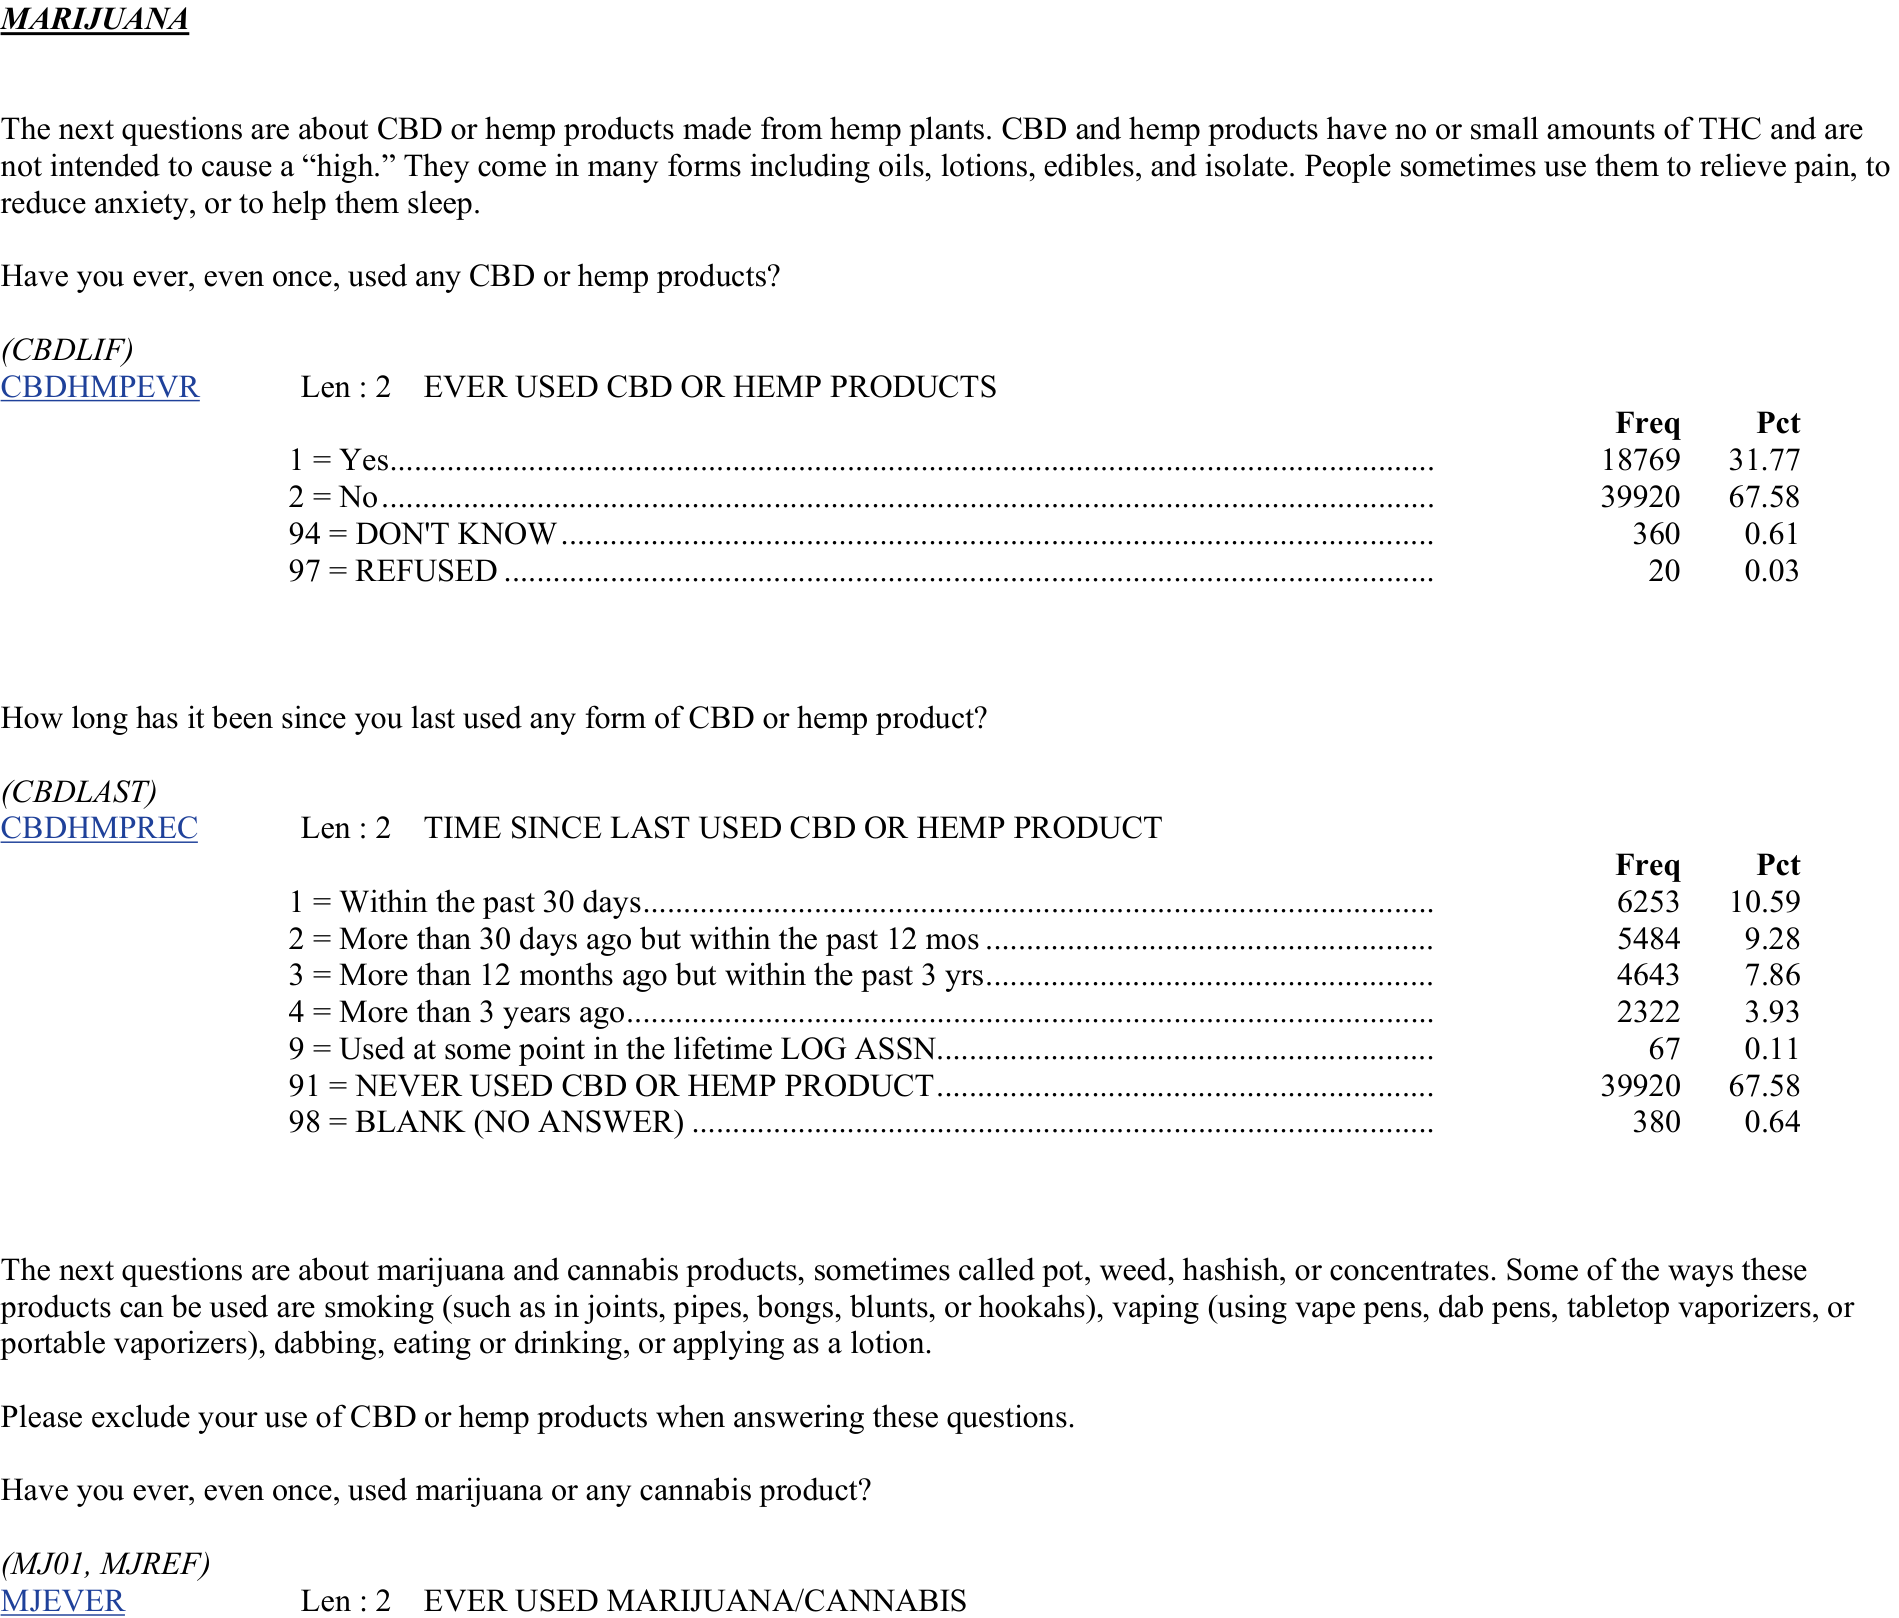 MARIJUANA
The next questions are about CBD or hemp products made from hemp plants. CBD and hemp products have no or small amounts of THC and are
not intended to cause a “high.” They come in many forms including oils, lotions, edibles, and isolate. People sometimes use them to relieve pain, to
reduce anxiety, or to help them sleep.
Have you ever, even once, used any CBD or hemp products?
(CBDLIF)
CBDHMPEVR Len : 2 EVER USED CBD OR HEMP PRODUCTS
Freq Pct
1 = Yes 18769 31.77
2 = No 39920 67.58
94 = DON'T KNOW 360 0.61
97 = REFUSED 20 0.03
How long has it been since you last used any form of CBD or hemp product?
(CBDLAST)
CBDHMPREC Len : 2 TIME SINCE LAST USED CBD OR HEMP PRODUCT
Freq Pct
1 = Within the past 30 days 6253 10.59
2 = More than 30 days ago but within the past 12 mos 5484 9.28
3 = More than 12 months ago but within the past 3 yrs 4643 7.86
4 = More than 3 years ago 2322 3.93
9 = Used at some point in the lifetime LOG ASSN 67 0.11
91 = NEVER USED CBD OR HEMP PRODUCT 39920 67.58
98 = BLANK (NO ANSWER) 380 0.64
The next questions are about marijuana and cannabis products, sometimes called pot, weed, hashish, or concentrates. Some of the ways these
products can be used are smoking (such as in joints, pipes, bongs, blunts, or hookahs), vaping (using vape pens, dab pens, tabletop vaporizers, or
portable vaporizers), dabbing, eating or drinking, or applying as a lotion.
Please exclude your use of CBD or hemp products when answering these questions.
Have you ever, even once, used marijuana or any cannabis product?
(MJ01, MJREF)
MJEVER Len : 2 EVER USED MARIJUANA/CANNABIS